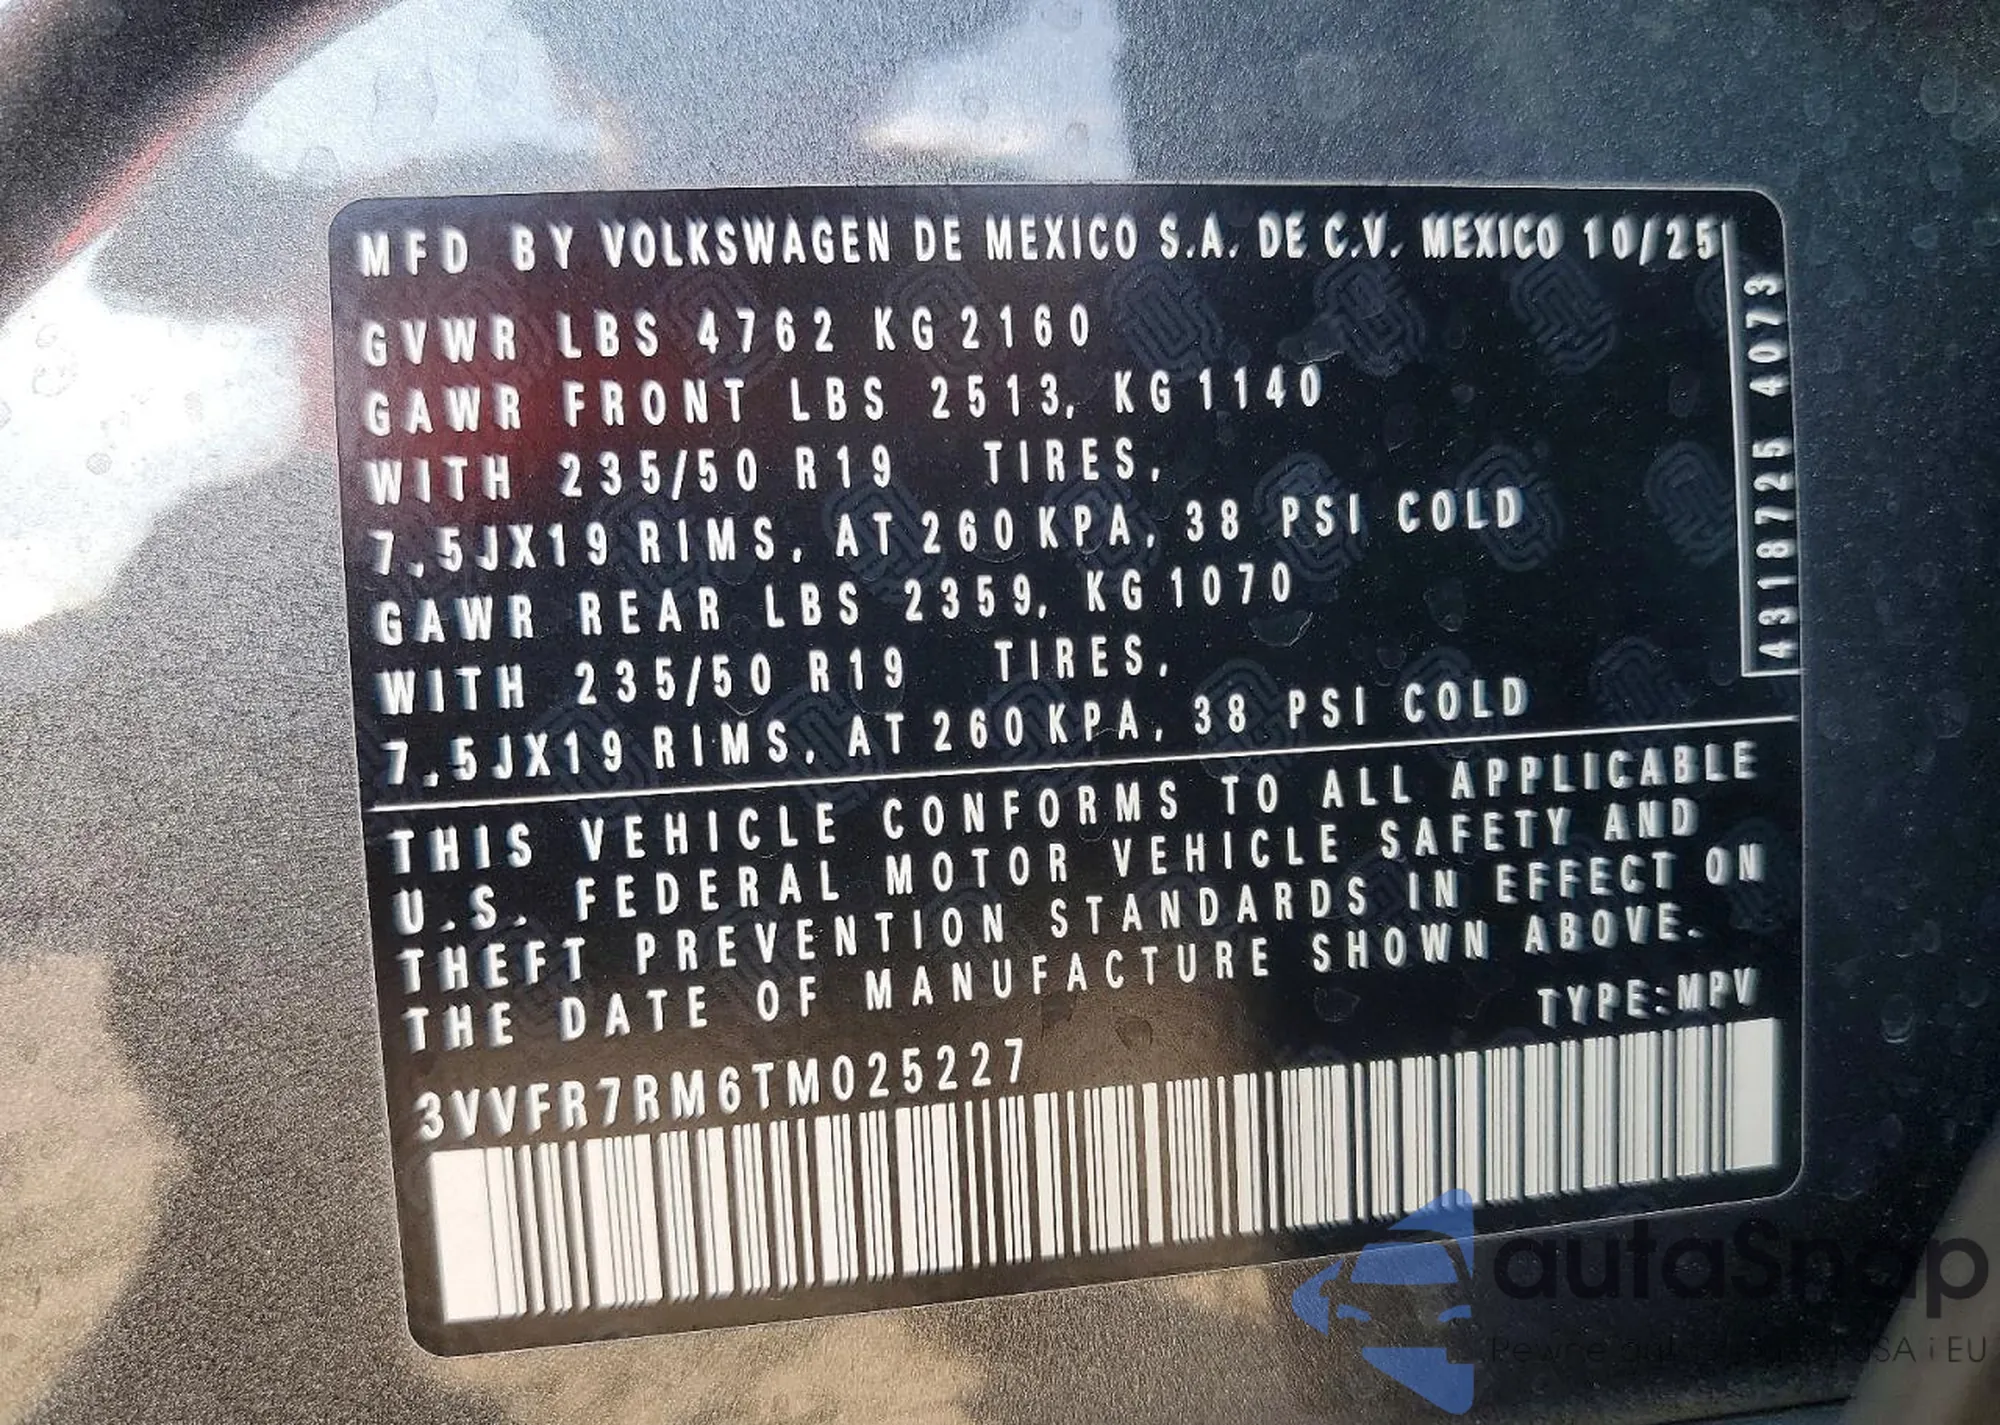 MFD BY VOLKSWAGEN DE MEXICO S.A. DE C.V. MEXICO 10/25
4318725 4073
GVWR LBS 4762 KG 2160
GAWR FRONT LBS 2513, KG 1140
WITH 235/50 R19 TIRES,
7.5JX19 RIMS, AT 260 KPA, 38 PSI COLD
GAWR REAR LBS 2359, KG 1070
WITH 235/50 R19 TIRES,
7.5JX19 RIMS, AT 260 KPA, 38 PSI COLD
THIS VEHICLE CONFORMS TO ALL APPLICABLE
U.S. FEDERAL MOTOR VEHICLE SAFETY AND
THEFT PREVENTION STANDARDS IN EFFECT ON
THE DATE OF MANUFACTURE SHOWN ABOVE.
TYPE:MPV
3VVFR7RM6TM025227
autaSnap
USA i EU